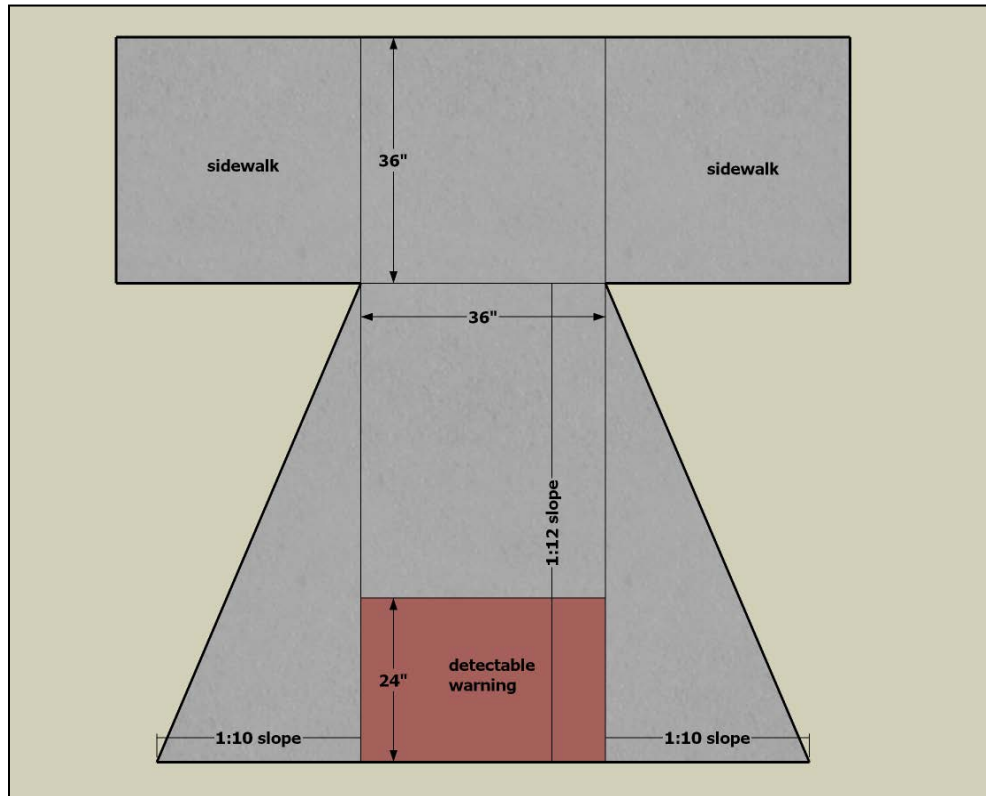 sidewalk
36"
sidewalk
36"
1:12 slope
24"
detectable
warning
1:10 slope
1:10 slope